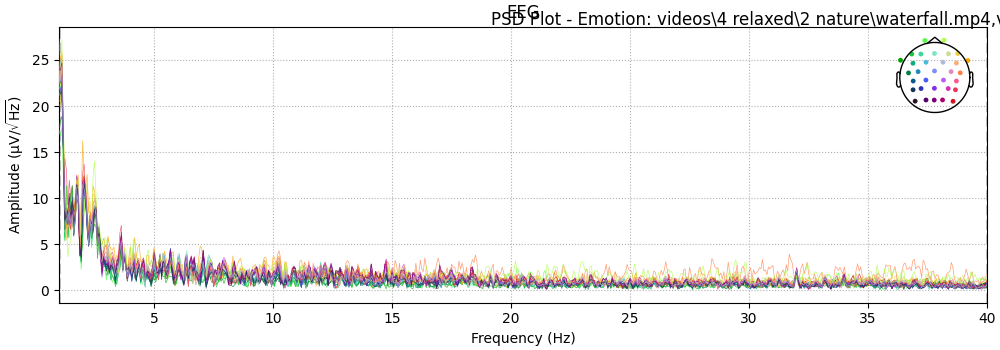 EEG
PSD Plot - Emotion: videos\4 relaxed\2 nature\waterfall.mp4,v
Amplitude (µV/√Hz)
25
20
15
10
5
0
5 10 15 20 25 30 35 40
Frequency (Hz)